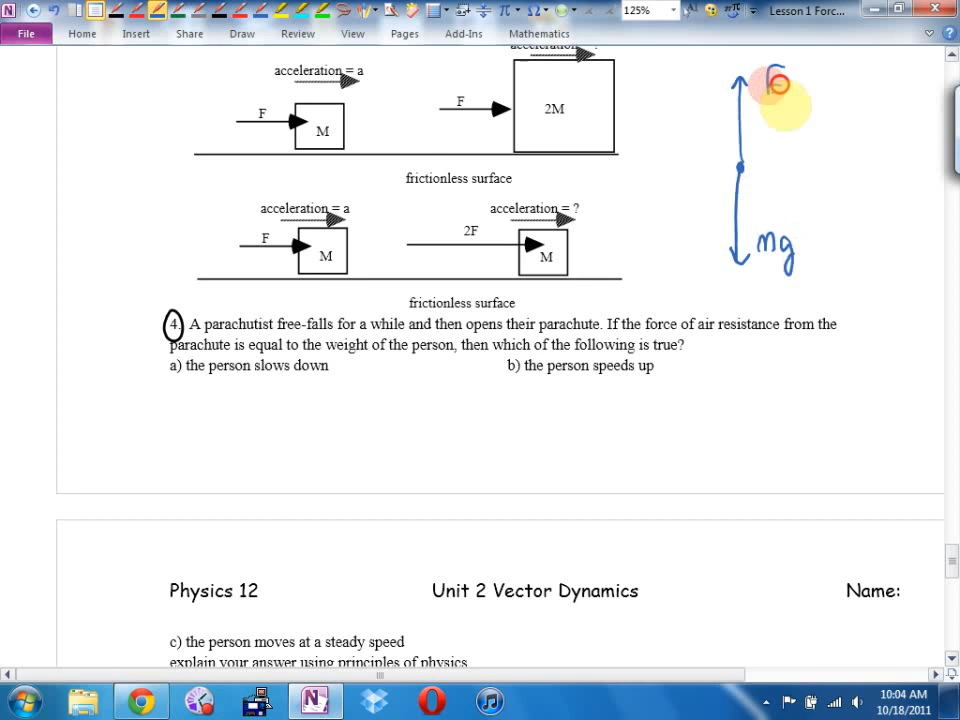 125%
Lesson 1 Forc...
File Home Insert Share Draw Review View Pages Add-Ins Mathematics
acceleration = a
F
M
F
2M
F
frictionless surface
acceleration = a
acceleration = ?
F
M
2F
M
mg
frictionless surface
4. A parachutist free-falls for a while and then opens their parachute. If the force of air resistance from the
parachute is equal to the weight of the person, then which of the following is true?
a) the person slows down
b) the person speeds up
Physics 12 Unit 2 Vector Dynamics Name:
c) the person moves at a steady speed
explain your answer using principles of physics
10:04 AM
10/18/2011